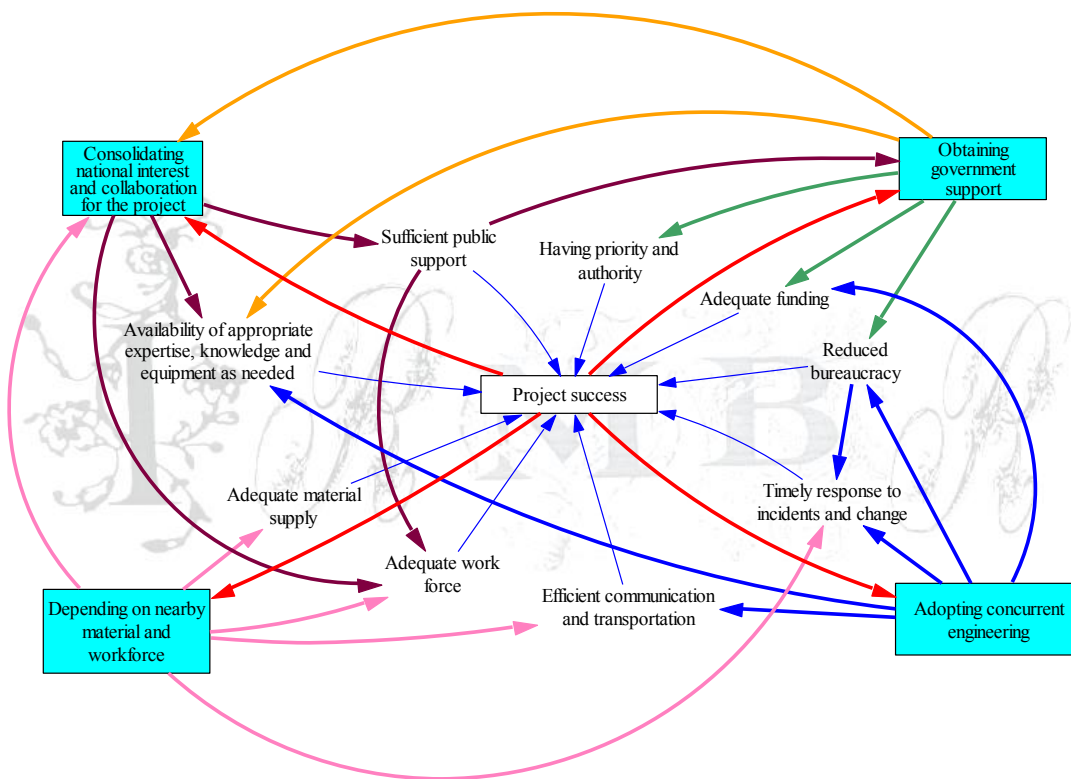 Consolidating
national interest
and collaboration
for the project
Obtaining
government
support
Sufficient public
support
Having priority and
authority
Adequate funding
Availability of appropriate
expertise, knowledge and
equipment as needed
Reduced
bureaucracy
Project success
Adequate material
supply
Timely response to
incidents and change
Adequate work
force
Efficient communication
and transportation
Depending on nearby
material and
workforce
Adopting concurrent
engineering